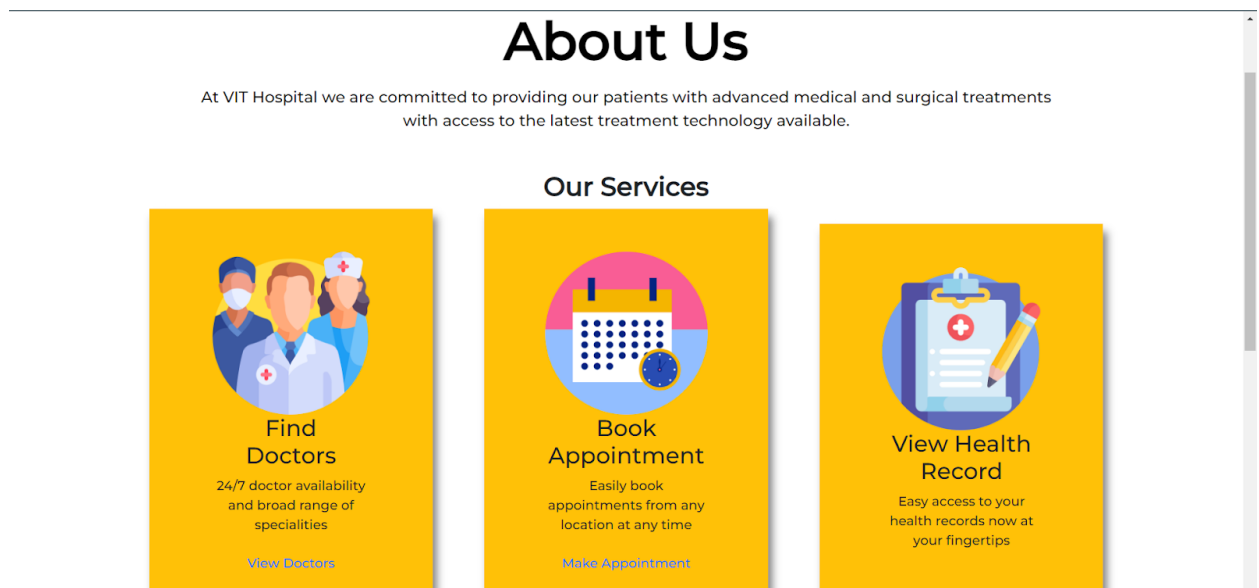 About Us
At VIT Hospital we are committed to providing our patients with advanced medical and surgical treatments
with access to the latest treatment technology available.
Our Services
Find
Doctors
24/7 doctor availability
and broad range of
specialities
View Doctors
Book
Appointment
Easily book
appointments from any
location at any time
Make Appointment
View Health
Record
Easy access to your
health records now at
your fingertips